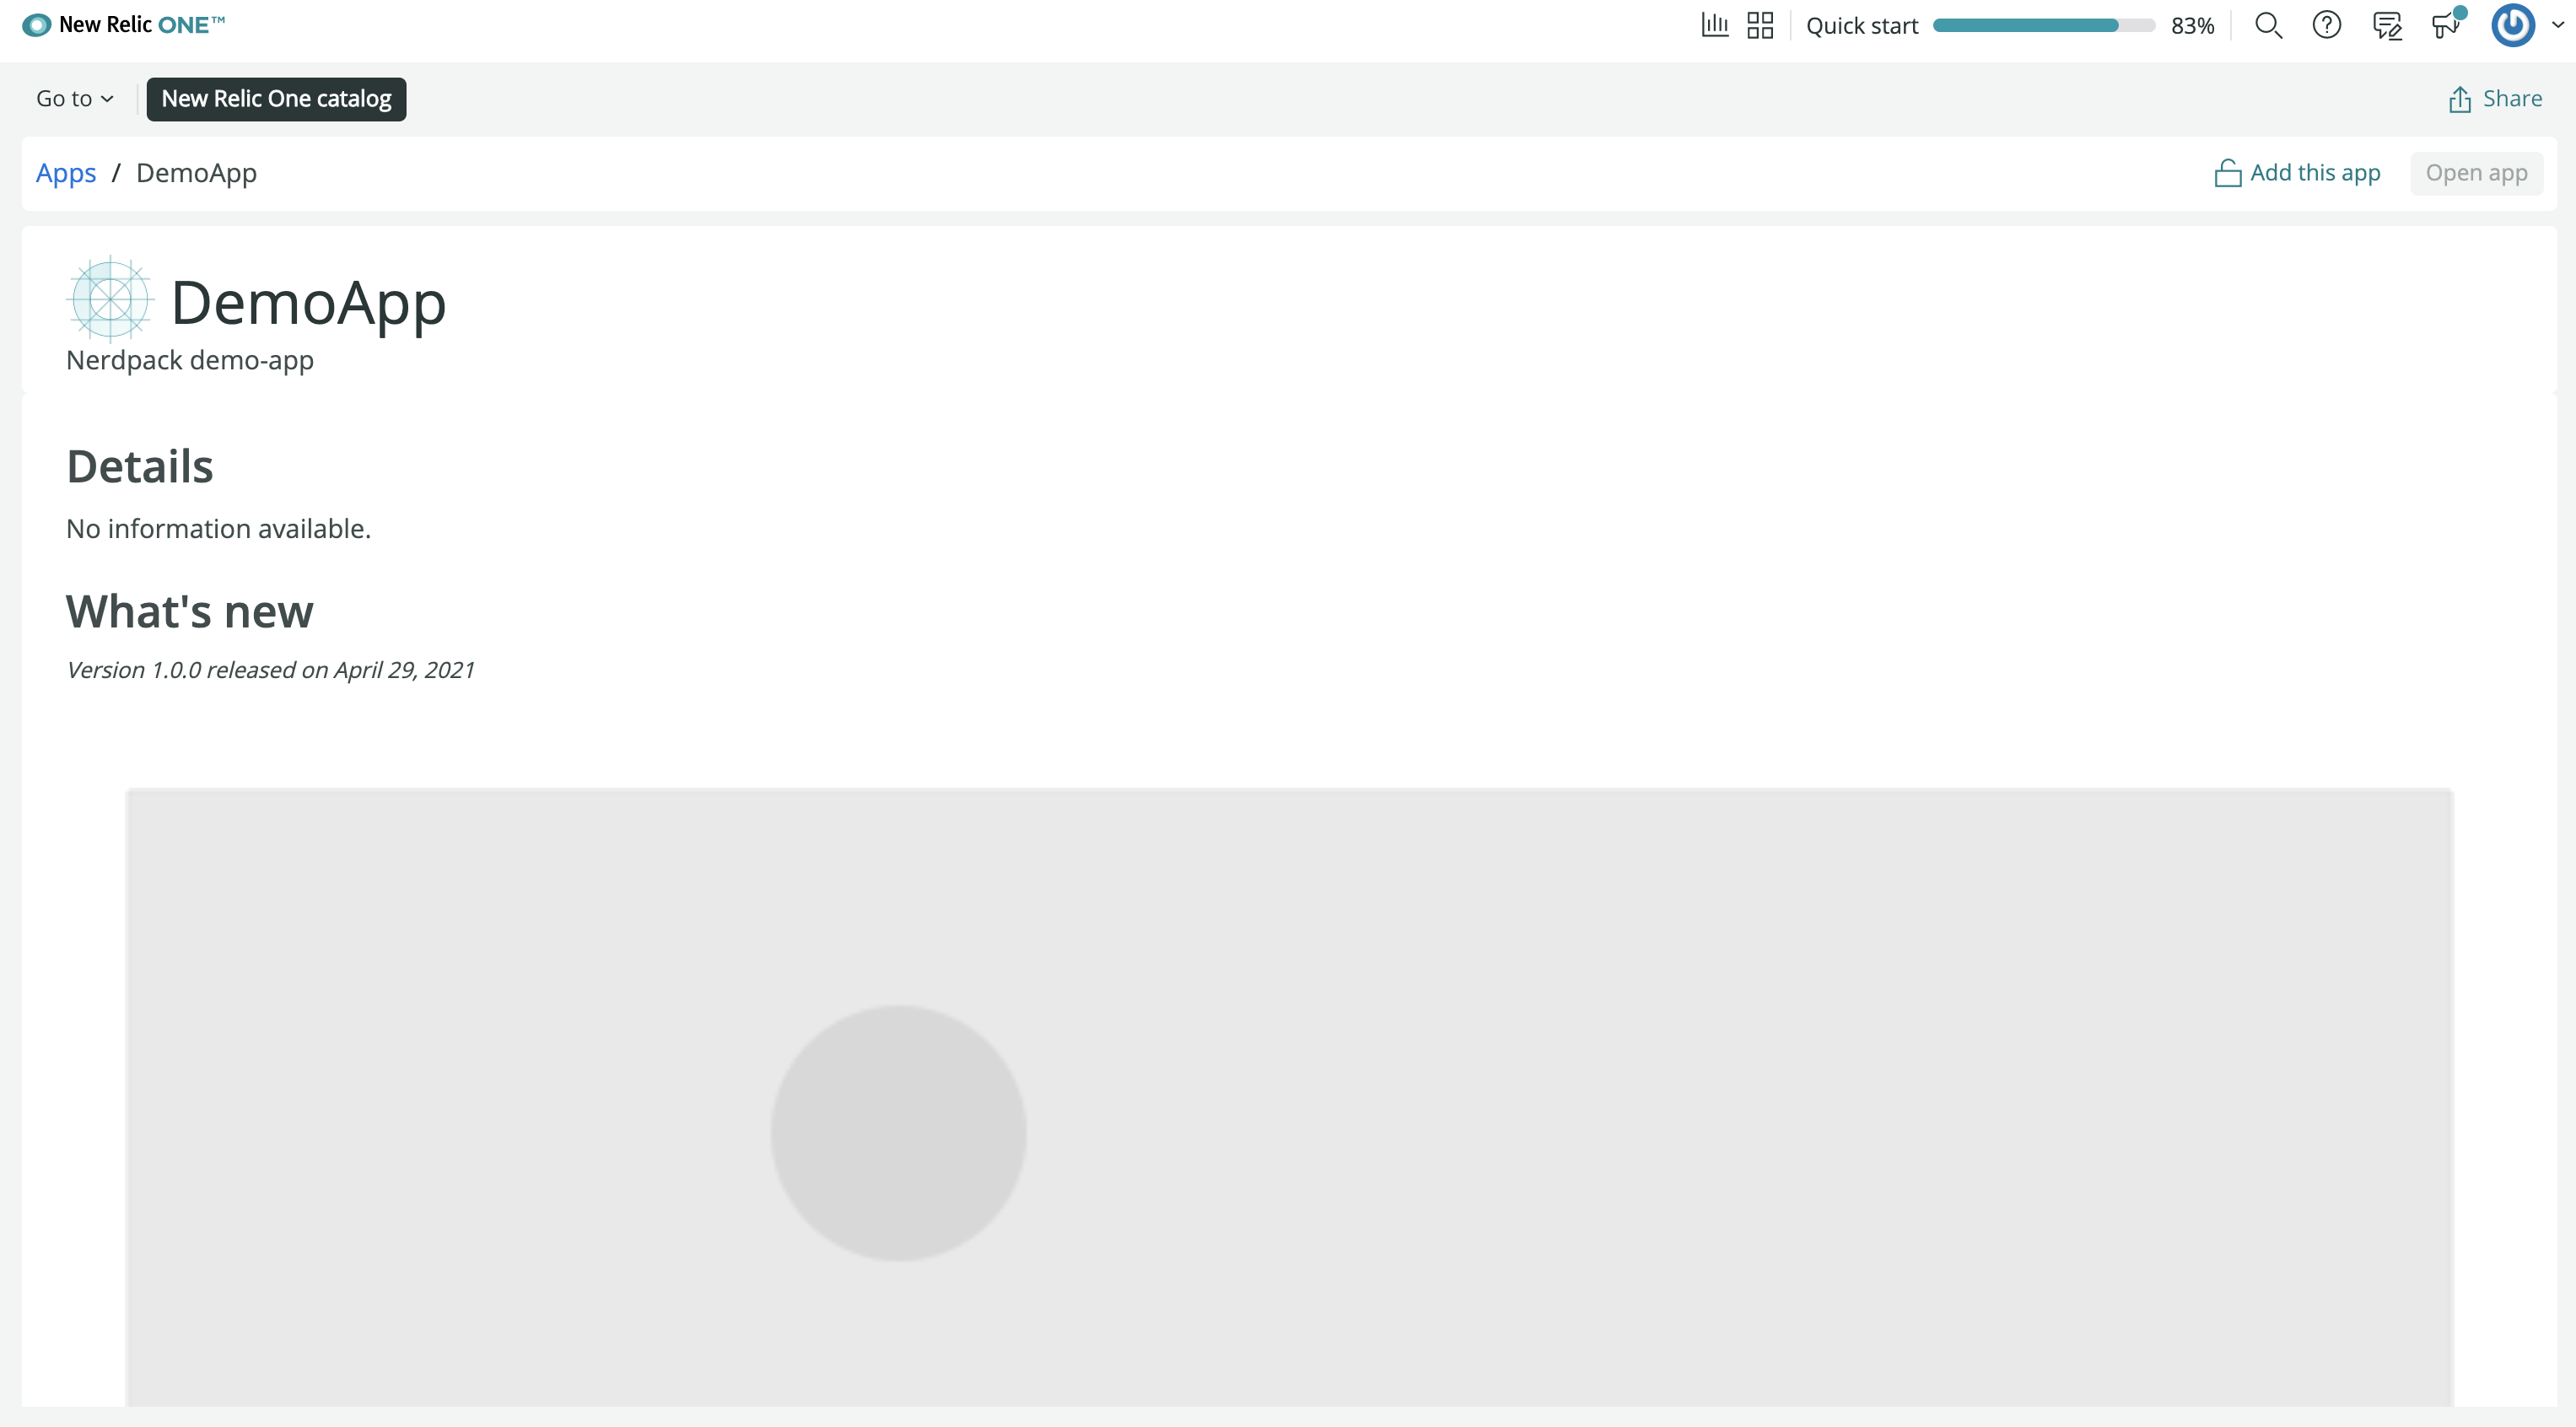 New Relic ONE™
Quick start 83%
Go to
New Relic One catalog
Share
Apps / DemoApp
Add this app
Open app
DemoApp
Nerdpack demo-app
Details
No information available.
What's new
Version 1.0.0 released on April 29, 2021